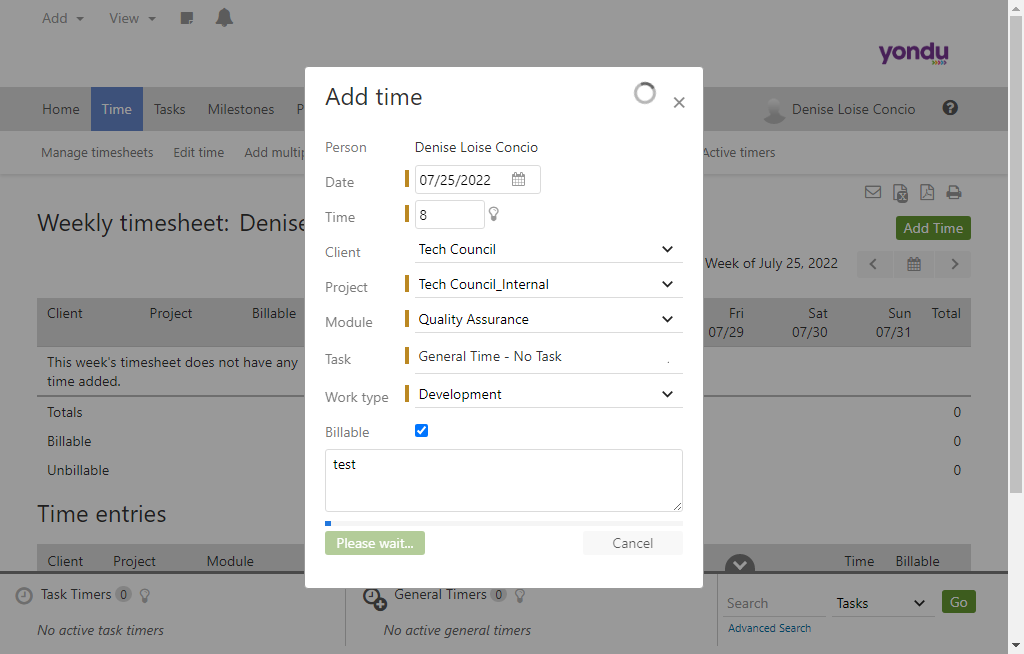 Add View
yondu
Home Time Tasks Milestones P Denise Loise Concio ?
Manage timesheets Edit time Add multip Active timers
Weekly timesheet: Denise
Add Time
Week of July 25, 2022
Client Project Billable Fri 07/29 Sat 07/30 Sun 07/31 Total
This week's timesheet does not have any
time added.
Totals 0
Billable 0
Unbillable 0
Time entries
Client Project Module Time Billable
Add time
Person Denise Loise Concio
Date 07/25/2022
Time 8
Client Tech Council
Project Tech Council_Internal
Module Quality Assurance
Task General Time - No Task
Work type Development
Billable
test
Please wait... Cancel
Task Timers 0
No active task timers
General Timers 0
No active general timers
Search Tasks Go
Advanced Search